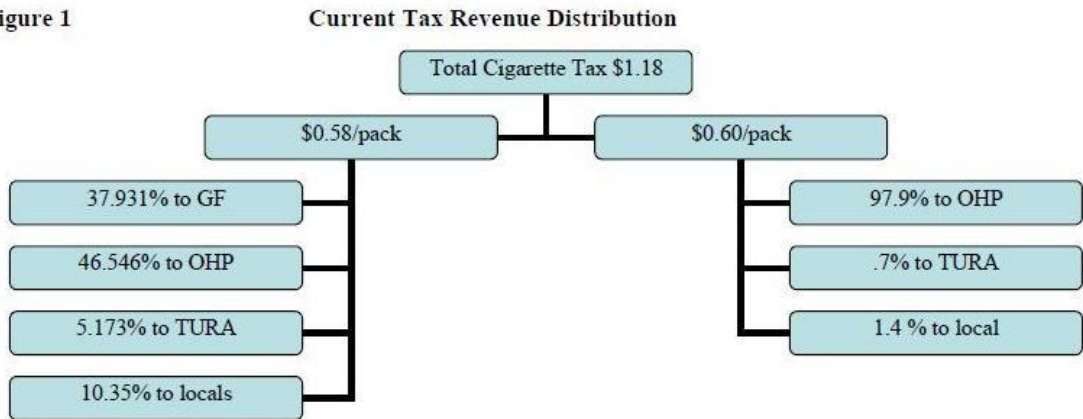 igure 1
Current Tax Revenue Distribution
Total Cigarette Tax $1.18
$0.58/pack
$0.60/pack
37.931% to GF
46.546% to OHP
5.173% to TURA
10.35% to locals
97.9% to OHP
.7% to TURA
1.4 % to local